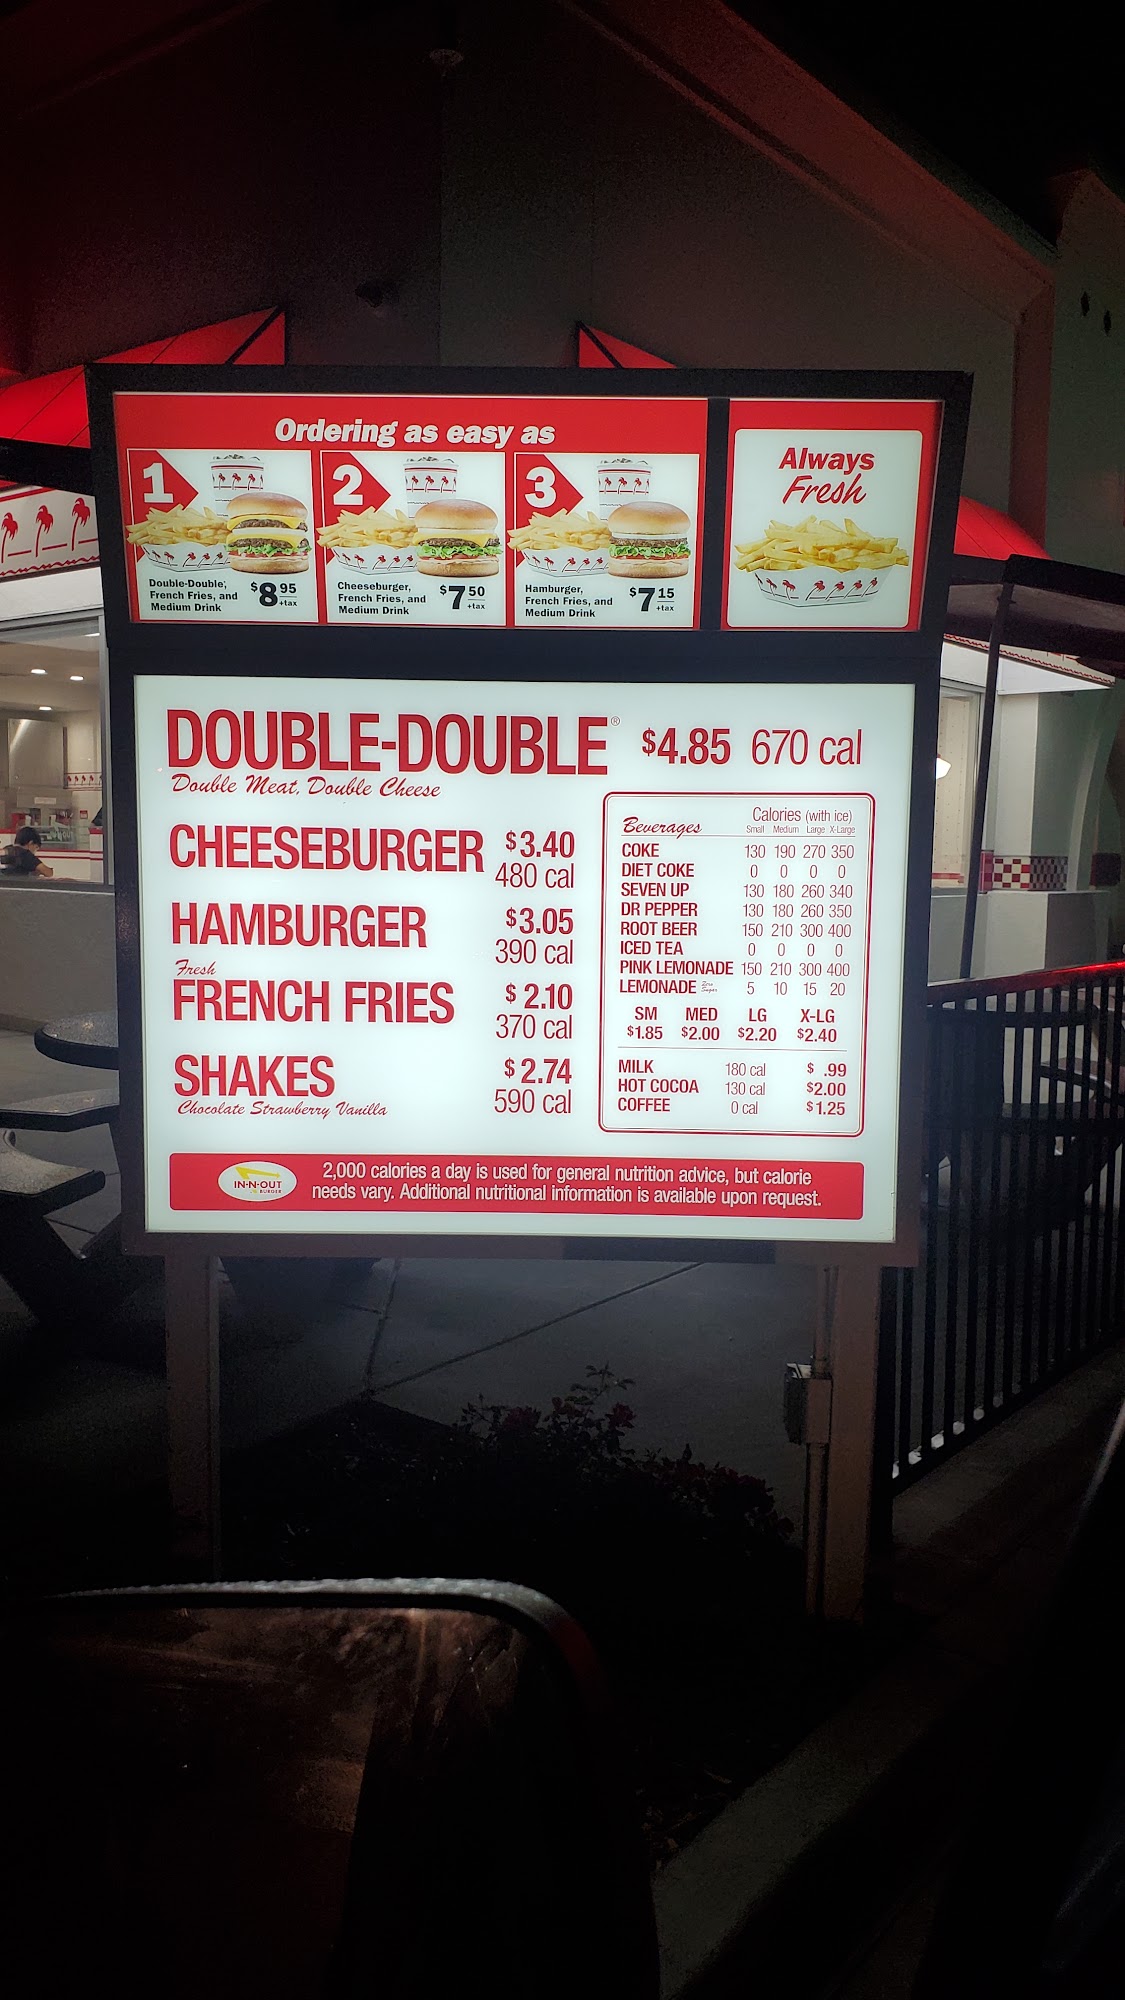 Ordering as easy as
1
Double-Double,
French Fries, and
Medium Drink
$8 95
+tax
2
Cheeseburger,
French Fries, and
Medium Drink
$7 50
+tax
3
Hamburger,
French Fries, and
Medium Drink
$7 15
+tax
Always
Fresh
DOUBLE-DOUBLE® $4.85 670 cal
Double Meat, Double Cheese
CHEESEBURGER $3.40
480 cal
HAMBURGER $3.05
390 cal
Fresh
FRENCH FRIES $2.10
370 cal
SHAKES $2.74
Chocolate Strawberry Vanilla 590 cal
Calories (with ice)
Beverages Small Medium Large X-Large
COKE 130 190 270 350
DIET COKE 0 0 0 0
SEVEN UP 130 180 260 340
DR PEPPER 130 180 260 350
ROOT BEER 150 210 300 400
ICED TEA 0 0 0 0
PINK LEMONADE 150 210 300 400
LEMONADE Zero Sugar 5 10 15 20
SM MED LG X-LG
$1.85 $2.00 $2.20 $2.40
MILK 180 cal $ .99
HOT COCOA 130 cal $2.00
COFFEE 0 cal $1.25
IN-N-OUT
BURGER
2,000 calories a day is used for general nutrition advice, but calorie
needs vary. Additional nutritional information is available upon request.